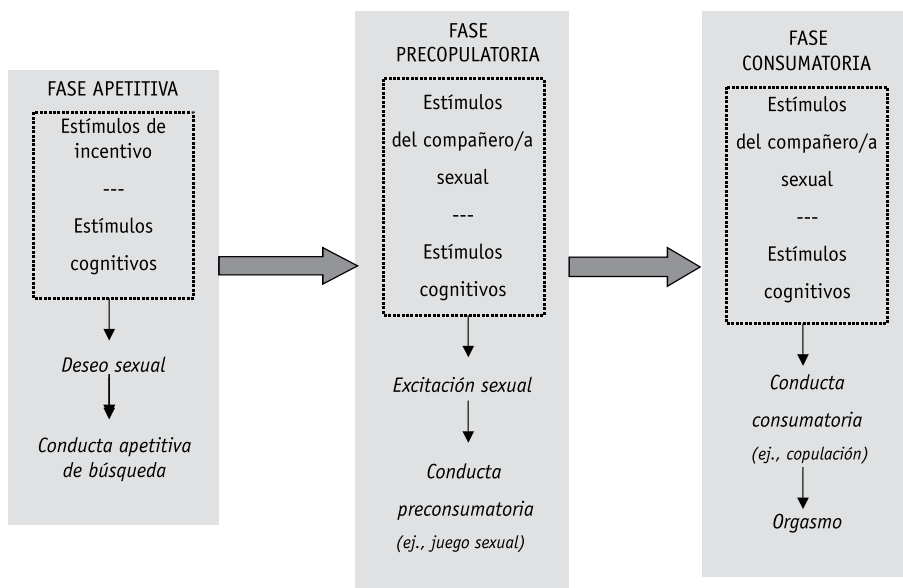 FASE APETITIVA
Estímulos de
incentivo
---
Estímulos
cognitivos
Deseo sexual
Conducta apetitiva
de búsqueda
FASE
PRECOPULATORIA
Estímulos
del compañero/a
sexual
---
Estímulos
cognitivos
Excitación sexual
Conducta
preconsumatoria
(ej., juego sexual)
FASE
CONSUMATORIA
Estímulos
del compañero/a
sexual
---
Estímulos
cognitivos
Conducta
consumatoria
(ej., copulación)
Orgasmo